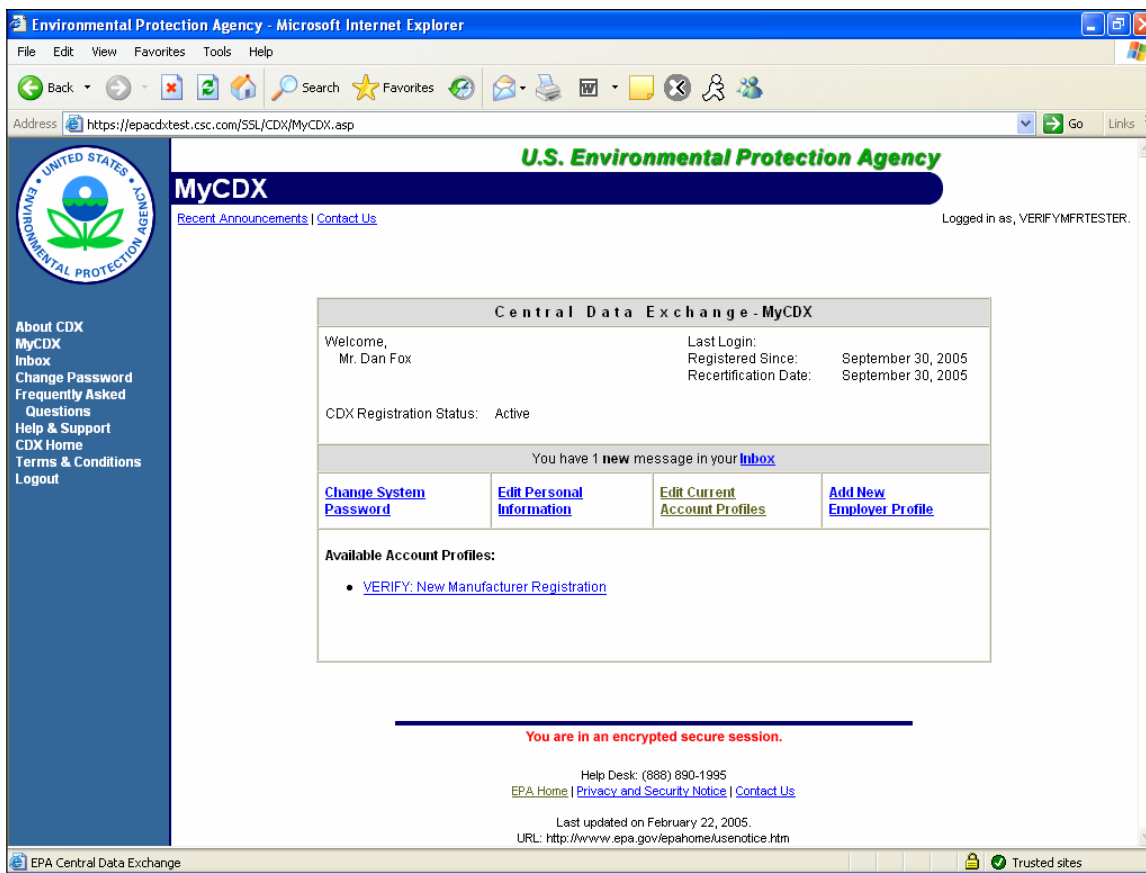 Environmental Protection Agency - Microsoft Internet Explorer
File Edit View Favorites Tools Help
Back Search Favorites
Address https://epacdxtest.csc.com/SSL/CDX/MyCDX.asp Go Links
UNITED STATES ENVIRONMENTAL PROTECTION AGENCY
U.S. Environmental Protection Agency
MyCDX
Recent Announcements | Contact Us
Logged in as, VERIFYMFRTESTER.
About CDX
MyCDX
Inbox
Change Password
Frequently Asked
Questions
Help & Support
CDX Home
Terms & Conditions
Logout
Central Data Exchange - MyCDX
Welcome,
Mr. Dan Fox
Last Login:
Registered Since: September 30, 2005
Recertification Date: September 30, 2005
CDX Registration Status: Active
You have 1 new message in your Inbox
Change System
Password
Edit Personal
Information
Edit Current
Account Profiles
Add New
Employer Profile
Available Account Profiles:
• VERIFY: New Manufacturer Registration
You are in an encrypted secure session.
Help Desk: (888) 890-1995
EPA Home | Privacy and Security Notice | Contact Us
Last updated on February 22, 2005.
URL: http://www.epa.gov/epahome/usenotice.htm
EPA Central Data Exchange Trusted sites